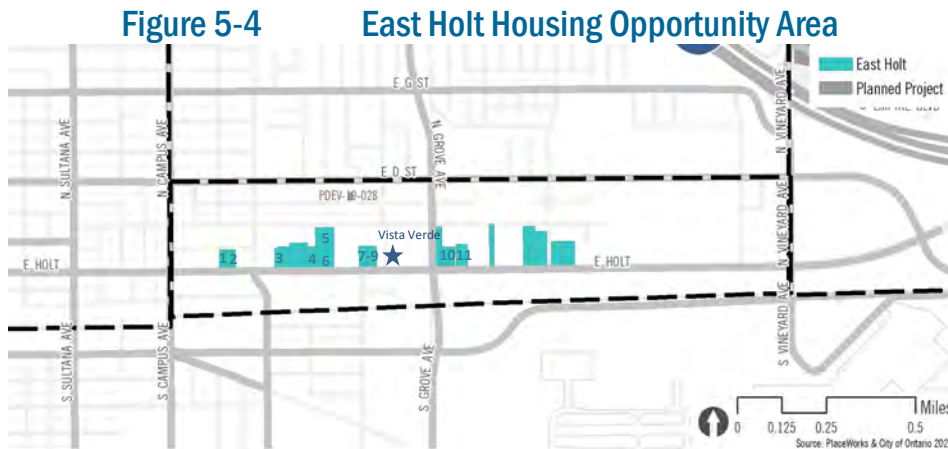 Figure 5-4 East Holt Housing Opportunity Area
East Holt
Planned Project
E G ST
N SULTANA AVE
N CAMPUS AVE
N GROVE AVE
N VINEYARD AVE
E D ST
N VINEYARD AVE
Vista Verde
5
1 2
3
4
6
7-9
10 11
E HOLT
E HOLT
S SULTANA AVE
S CAMPUS AVE
S GROVE AVE
S VINEYARD AVE
Miles
0 0.125 0.25 0.5
Source: PlaceWorks & City of Ontario 202